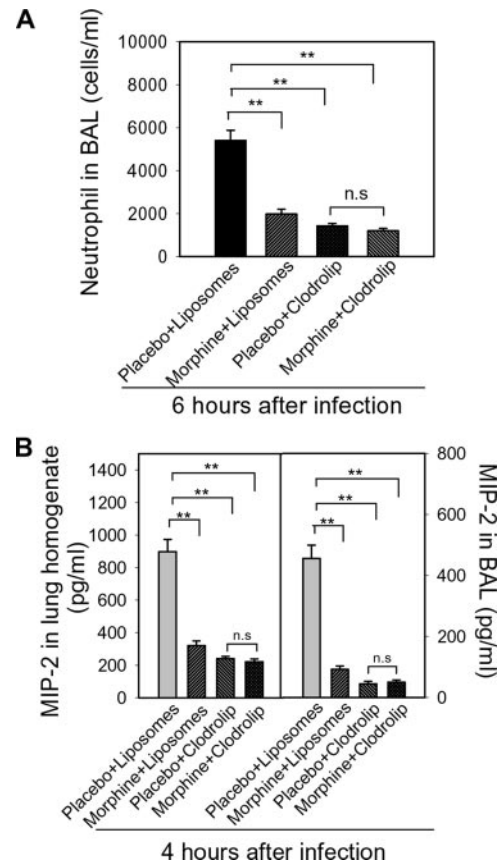 A
Neutrophil in BAL (cells/ml)
10000
8000
6000
4000
2000
0
**
**
**
n.s
Placebo+Liposomes
Morphine+Liposomes
Placebo+Clodrolip
Morphine+Clodrolip
6 hours after infection
B
MIP-2 in lung homogenate
(pg/ml)
1400
1200
1000
800
600
400
200
0
**
**
**
n.s
**
**
**
n.s
800
600
400
200
0
MIP-2 in
BAL (pg/ml)
Placebo+Liposomes
Morphine+Liposomes
Placebo+Clodrolip
Morphine+Clodrolip
Placebo+Liposomes
Morphine+Liposomes
Placebo+Clodrolip
Morphine+Clodrolip
4 hours after infection